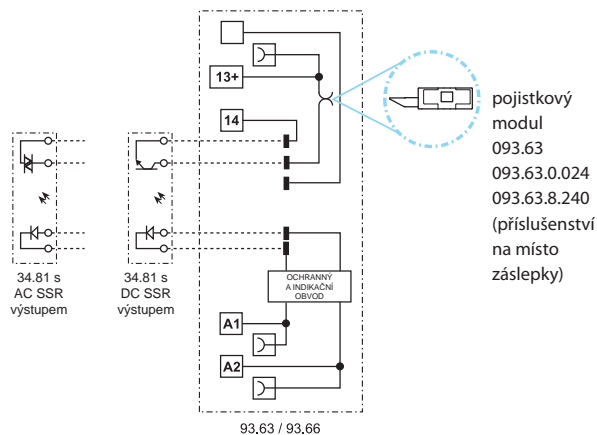 13+
14
pojistkový
modul
093.63
093.63.0.024
093.63.8.240
(příslušenství
na místo
záslepky)
34.81 s
AC SSR
výstupem
34.81 s
DC SSR
výstupem
OCHRANNÝ
A INDIKAČNÍ
OBVOD
A1
A2
93.63 / 93.66